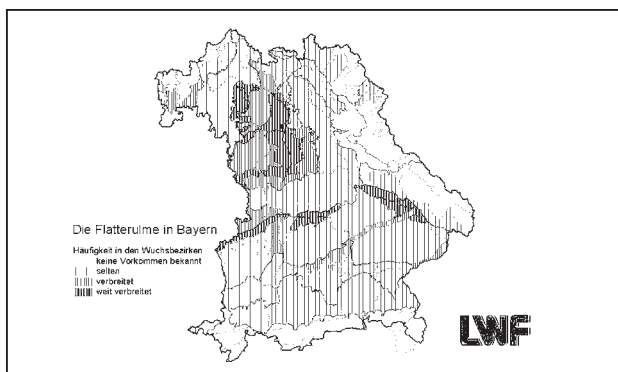 Die Flatterulme in Bayern
Häufigkeit in den Wuchsbezirken
keine Vorkommen bekannt
selten
verbreitet
weit verbreitet
LWF